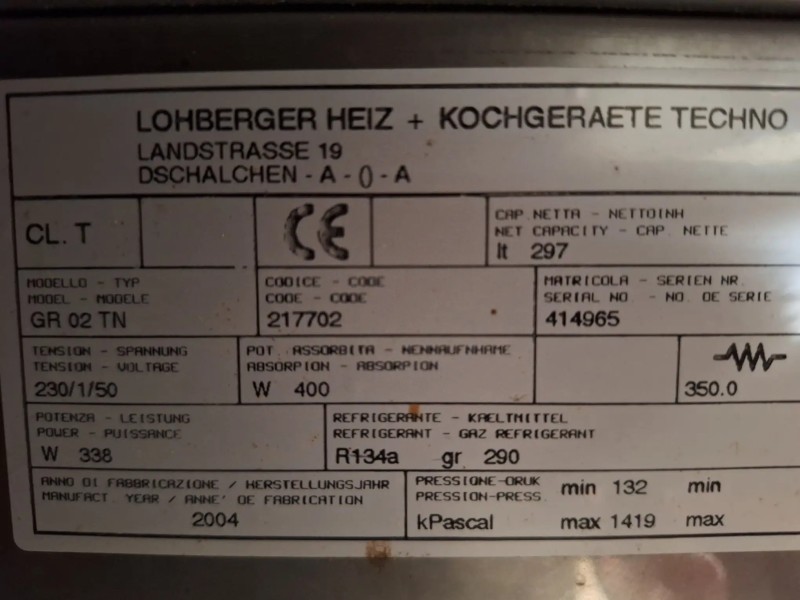 LOHBERGER HEIZ + KOCHGERAETE TECHNO
LANDSTRASSE 19
DSCHALCHEN - A - () - A
CL. T
CE
CAP. NETTA - NETTOINH
NET CAPACITY - CAP. NETTE
lt 297
MODELLO - TYP
MODEL - MODELE
GR 02 TN
CODICE - CODE
CODE - CODE
217702
MATRICOLA - SERIEN NR.
SERIAL NO. - NO. DE SERIE
414965
TENSION - SPANNUNG
TENSION - VOLTAGE
230/1/50
POT. ASSORBITA - NENNAUFNHAME
ABSORPION - ABSORPION
W 400
350.0
POTENZA - LEISTUNG
POWER - PUISSANCE
W 338
REFRIGERANTE - KAELTMITTEL
REFRIGERANT - GAZ REFRIGERANT
R134a gr 290
ANNO DI FABBRICAZIONE / HERSTELLUNGSJAHR
MANUFACT. YEAR / ANNE' DE FABRICATION
2004
PRESSIONE-DRUK
PRESSION-PRESS.
kPascal
min 132 min
max 1419 max